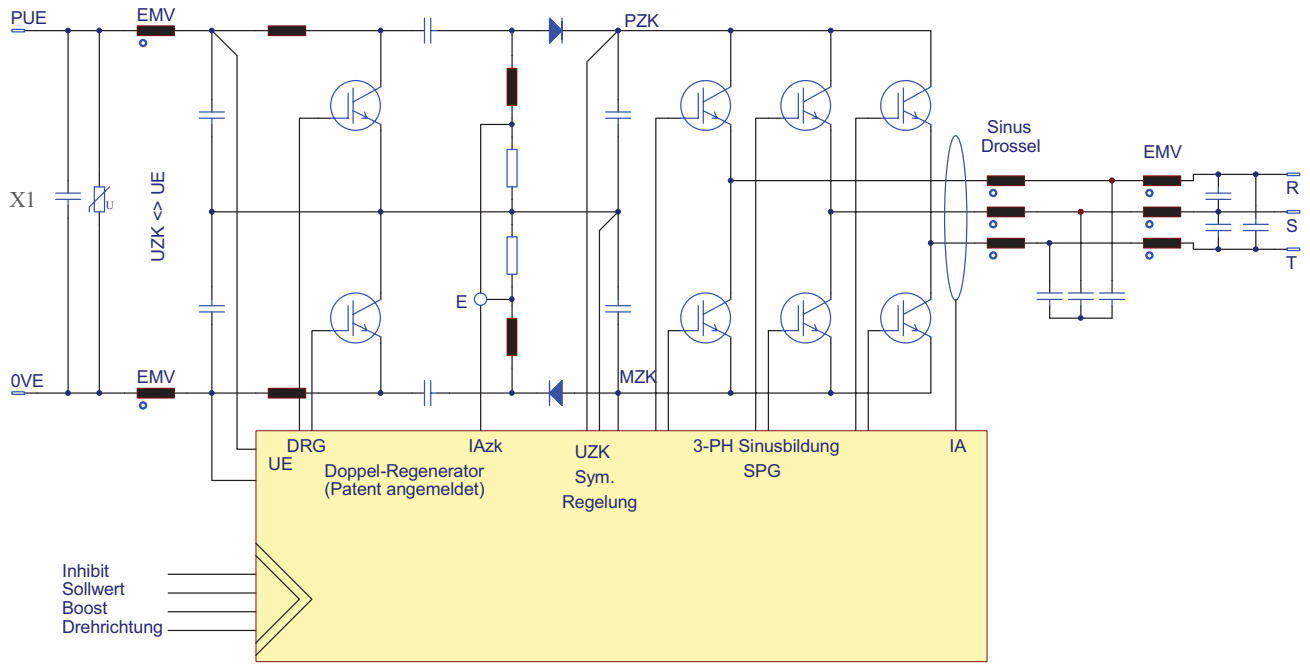 PUE
EMV
PZK
X1
U
UZK <> UE
Sinus
Drossel
EMV
R
S
T
E
0VE
EMV
MZK
DRG
UE
Doppel-Regenerator
(Patent angemeldet)
IAzk
UZK
Sym.
Regelung
3-PH Sinusbildung
SPG
IA
Inhibit
Sollwert
Boost
Drehrichtung